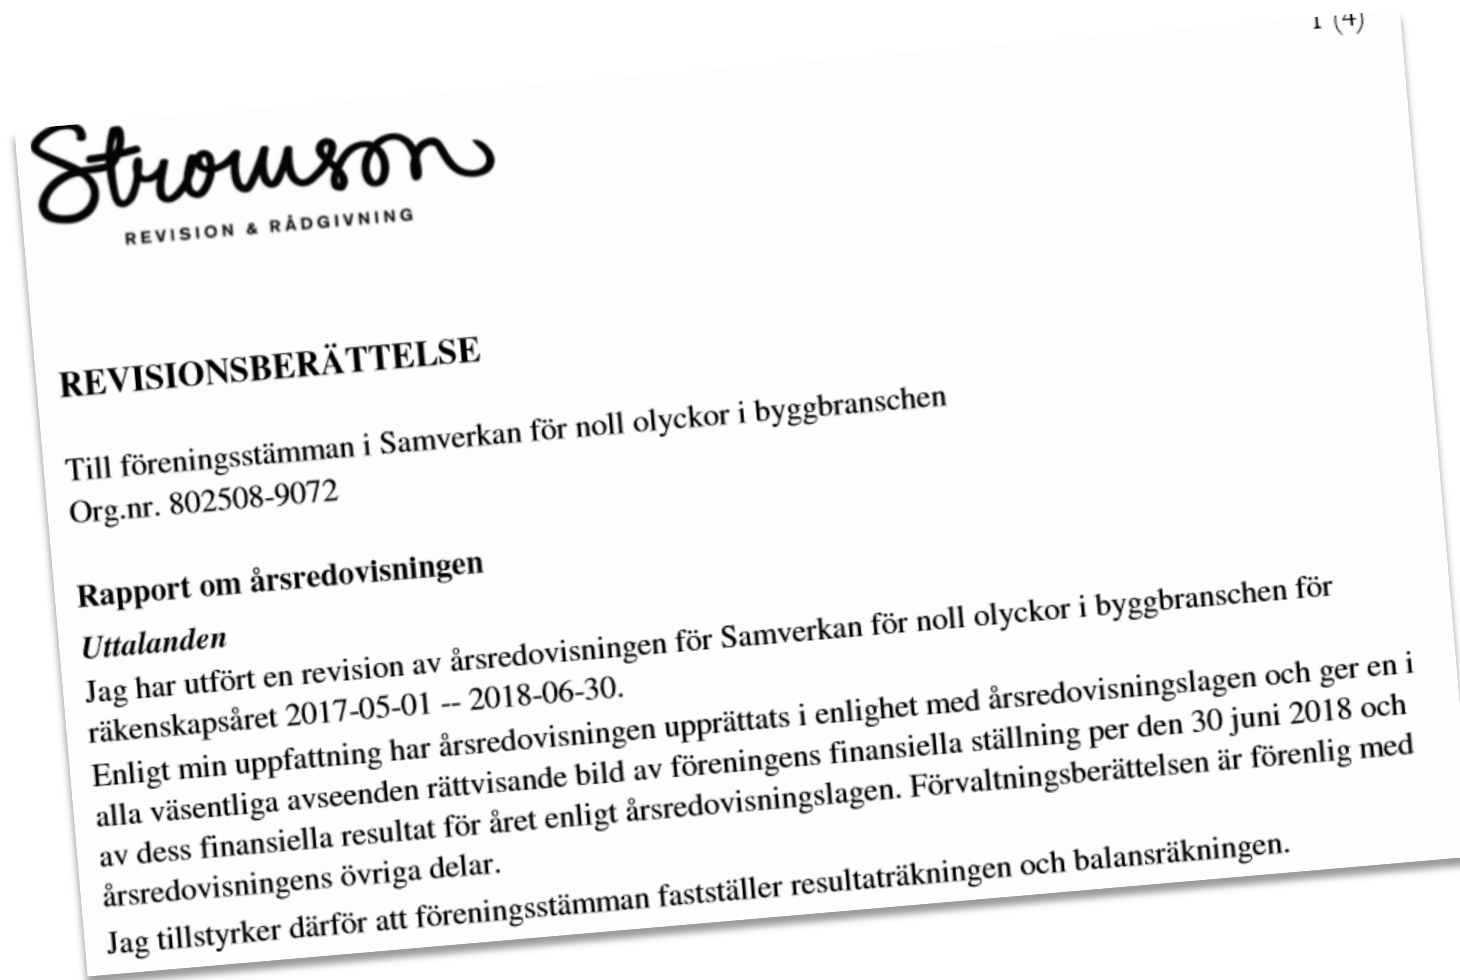 1 (4)
Stromson
REVISION & RÅDGIVNING
REVISIONSBERÄTTELSE
Till föreningsstämman i Samverkan för noll olyckor i byggbranschen
Org.nr. 802508-9072
Rapport om årsredovisningen
Uttalanden
Jag har utfört en revision av årsredovisningen för Samverkan för noll olyckor i byggbranschen för
räkenskapsåret 2017-05-01 -- 2018-06-30.
Enligt min uppfattning har årsredovisningen upprättats i enlighet med årsredovisningslagen och ger en i
alla väsentliga avseenden rättvisande bild av föreningens finansiella ställning per den 30 juni 2018 och
av dess finansiella resultat för året enligt årsredovisningslagen. Förvaltningsberättelsen är förenlig med
årsredovisningens övriga delar.
Jag tillstyrker därför att föreningsstämman fastställer resultaträkningen och balansräkningen.